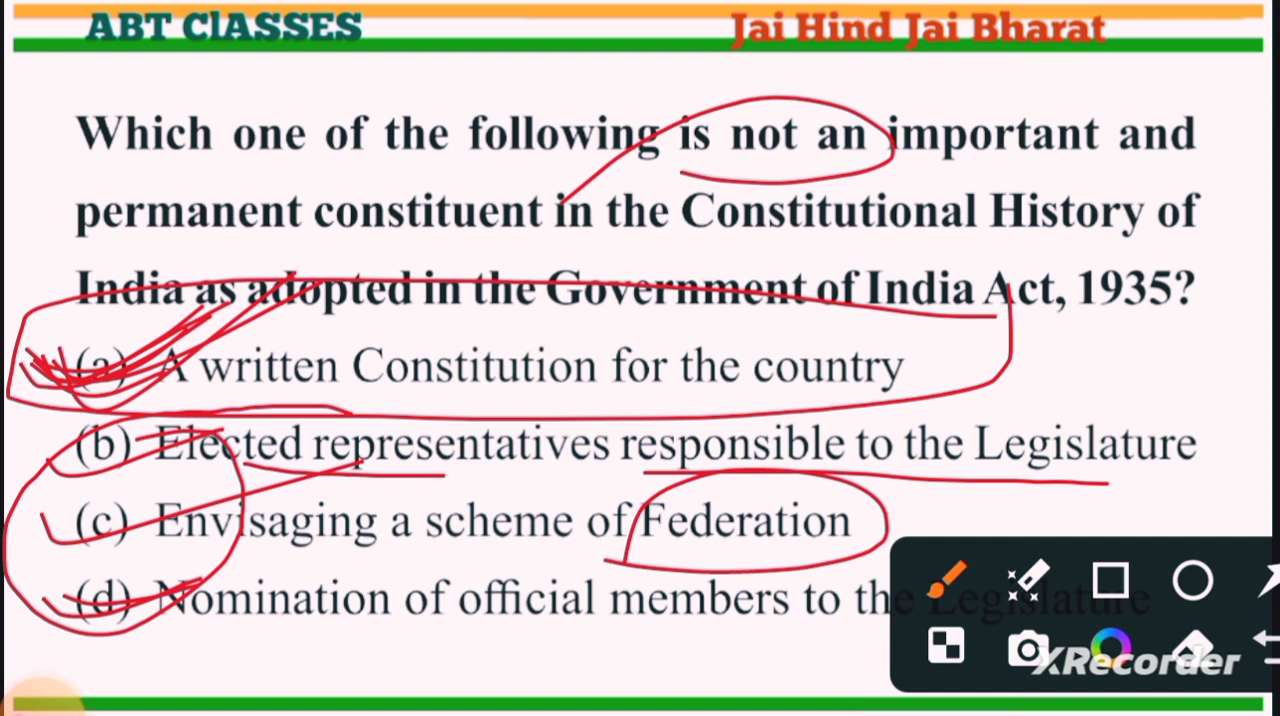 ABT ClASSES
Jai Hind Jai Bharat
Which one of the following is not an important and
permanent constituent in the Constitutional History of
India as adopted in the Government of India Act, 1935?
(a) A written Constitution for the country
(b) Elected representatives responsible to the Legislature
(c) Envisaging a scheme of Federation
(d) Nomination of official members to the Legislature
XRecorder